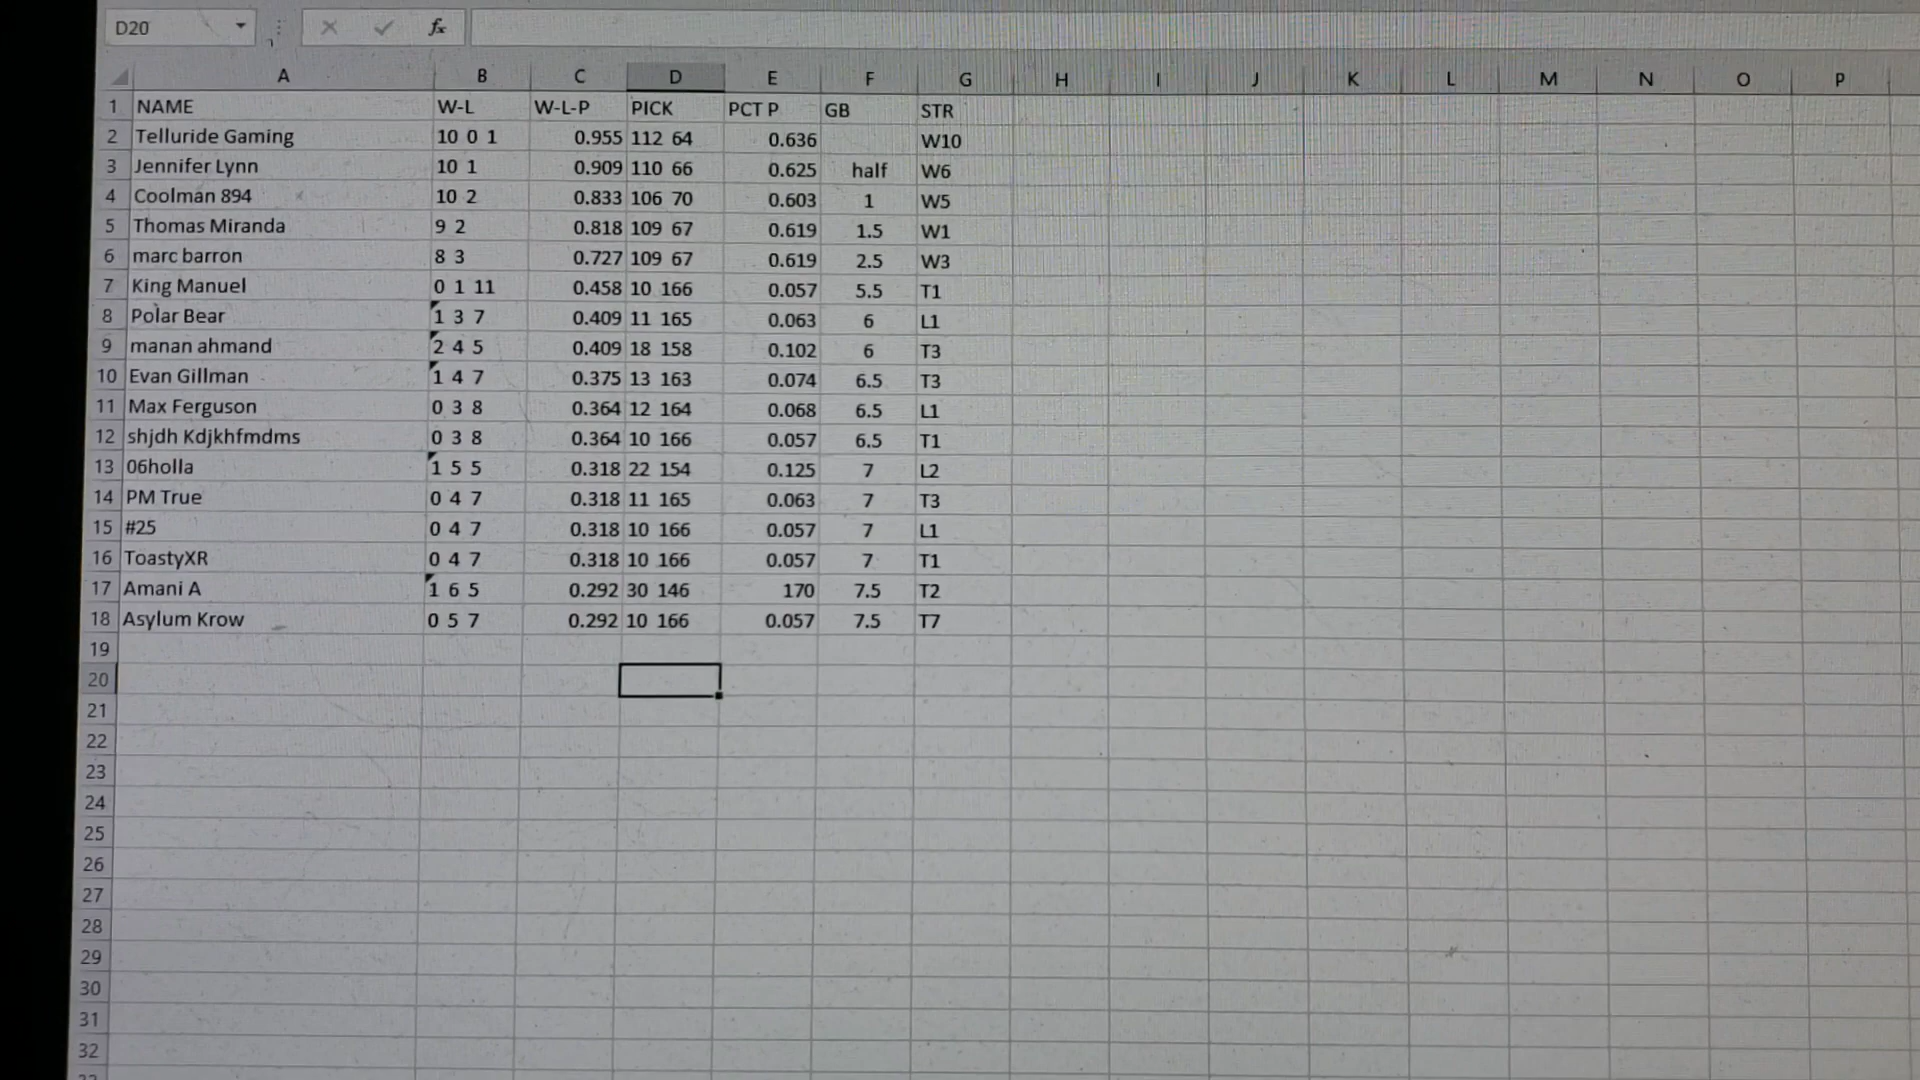 D20 fx
A B C D E F G H I J K L M N O P
1 NAME W-L W-L-P PICK PCT P GB STR
2 Telluride Gaming 10 0 1 0.955 112 64 0.636 W10
3 Jennifer Lynn 10 1 0.909 110 66 0.625 half W6
4 Coolman 894 10 2 0.833 106 70 0.603 1 W5
5 Thomas Miranda 9 2 0.818 109 67 0.619 1.5 W1
6 marc barron 8 3 0.727 109 67 0.619 2.5 W3
7 King Manuel 0 1 11 0.458 10 166 0.057 5.5 T1
8 Polar Bear 1 3 7 0.409 11 165 0.063 6 L1
9 manan ahmand 2 4 5 0.409 18 158 0.102 6 T3
10 Evan Gillman 1 4 7 0.375 13 163 0.074 6.5 T3
11 Max Ferguson 0 3 8 0.364 12 164 0.068 6.5 L1
12 shjdh Kdjkhfmdms 0 3 8 0.364 10 166 0.057 6.5 T1
13 06holla 1 5 5 0.318 22 154 0.125 7 L2
14 PM True 0 4 7 0.318 11 165 0.063 7 T3
15 #25 0 4 7 0.318 10 166 0.057 7 L1
16 ToastyXR 0 4 7 0.318 10 166 0.057 7 T1
17 Amani A 1 6 5 0.292 30 146 170 7.5 T2
18 Asylum Krow 0 5 7 0.292 10 166 0.057 7.5 T7
19
20
21
22
23
24
25
26
27
28
29
30
31
32